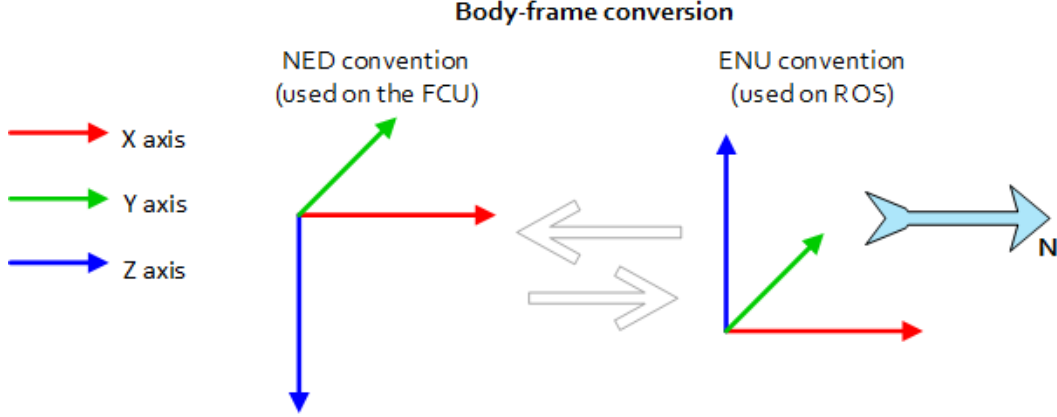 Body-frame conversion
NED convention
(used on the FCU)
ENU convention
(used on ROS)
X axis
Y axis
Z axis
N